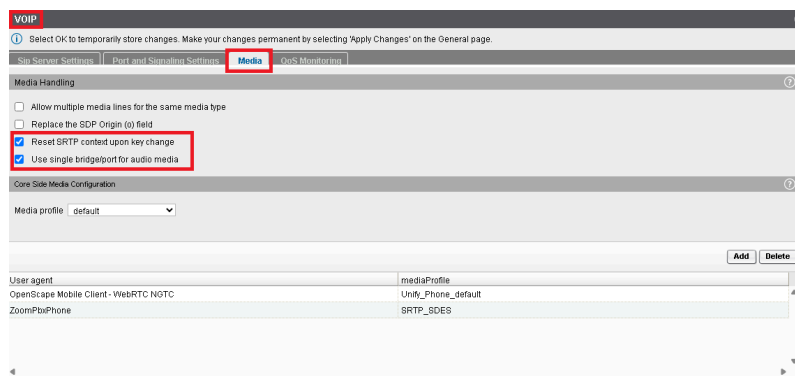 VOIP
Select OK to temporarily store changes. Make your changes permanent by selecting 'Apply Changes' on the General page.
Sip Server Settings Port and Signaling Settings Media QoS Monitoring
Media Handling
Allow multiple media lines for the same media type
Replace the SDP Origin (o) field
Reset SRTP context upon key change
Use single bridge/port for audio media
Core Side Media Configuration
Media profile default
Add Delete
User agent mediaProfile
OpenScape Mobile Client - WebRTC NGTC Unify_Phone_default
ZoomPbxPhone SRTP_SDES